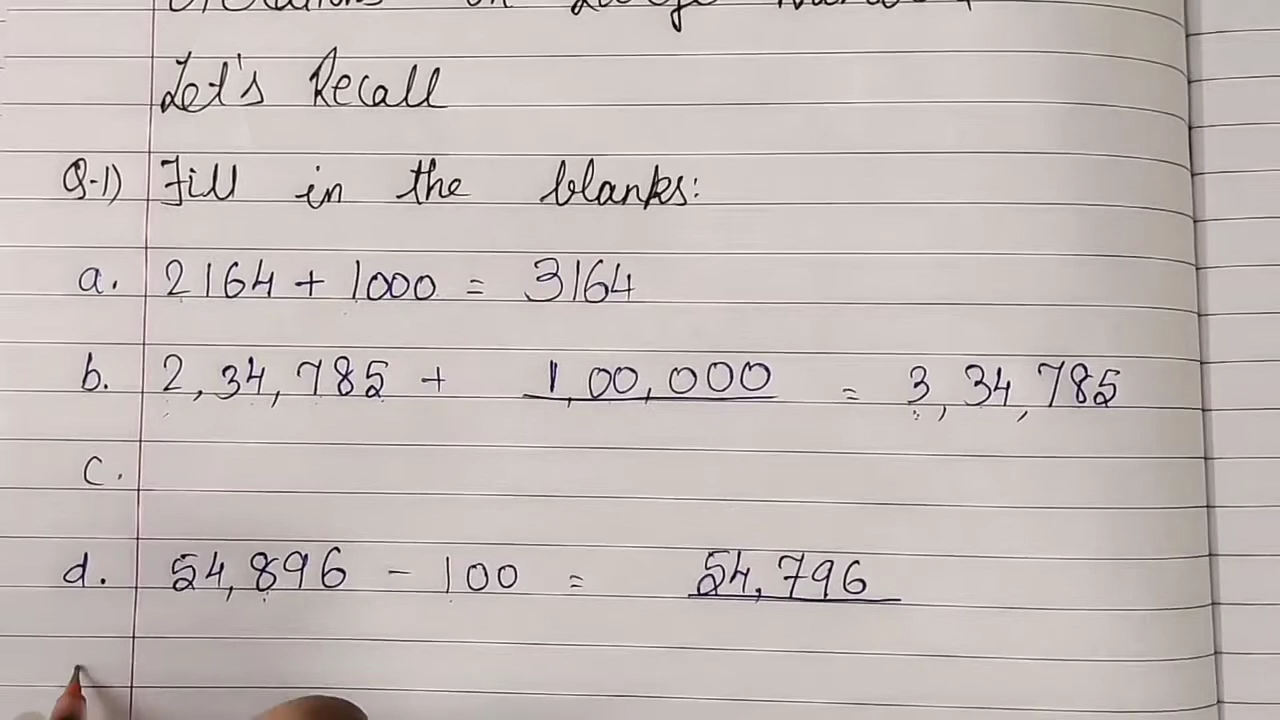 on
Let's Recall
Q-1) Fill in the blanks:
a. 2164 + 1000 = 3164
b. 2,34,785 + 1,00,000 = 3,34,785
c.
d. 54,896 - 100 = 54,796